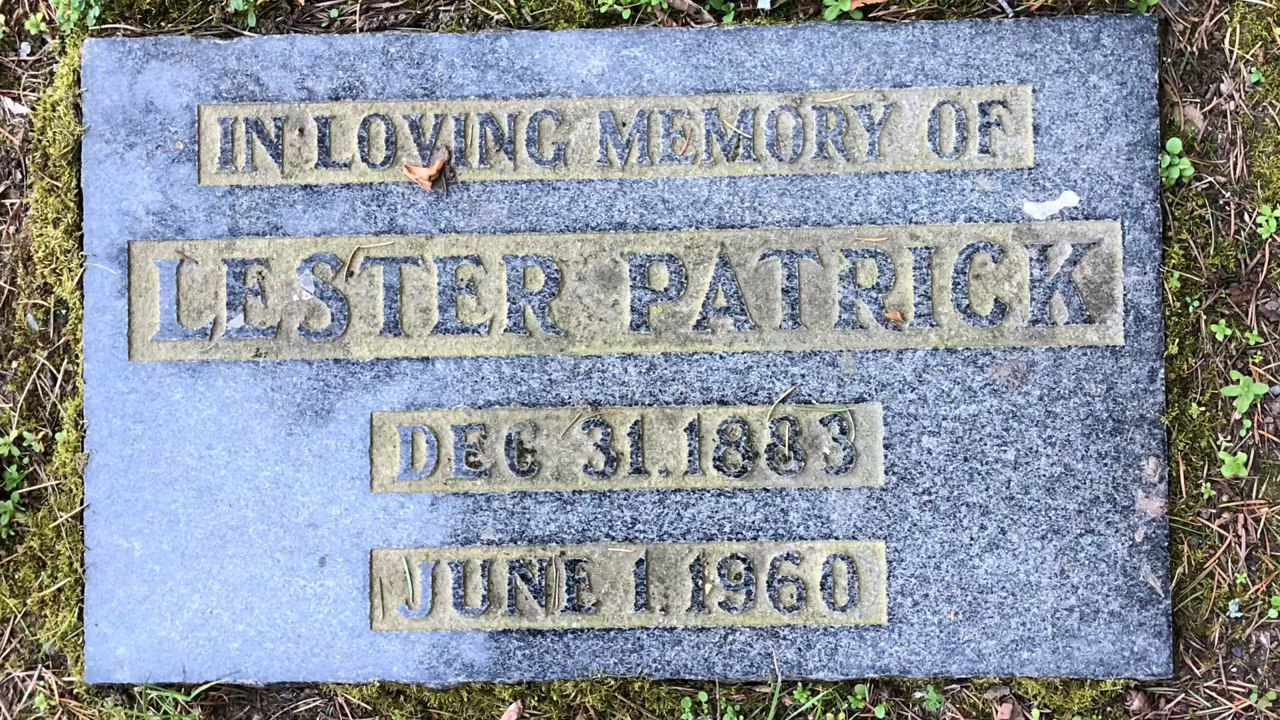 IN LOVING MEMORY OF
LESTER PATRICK
DEC 31.1883
JUNE 1.1960